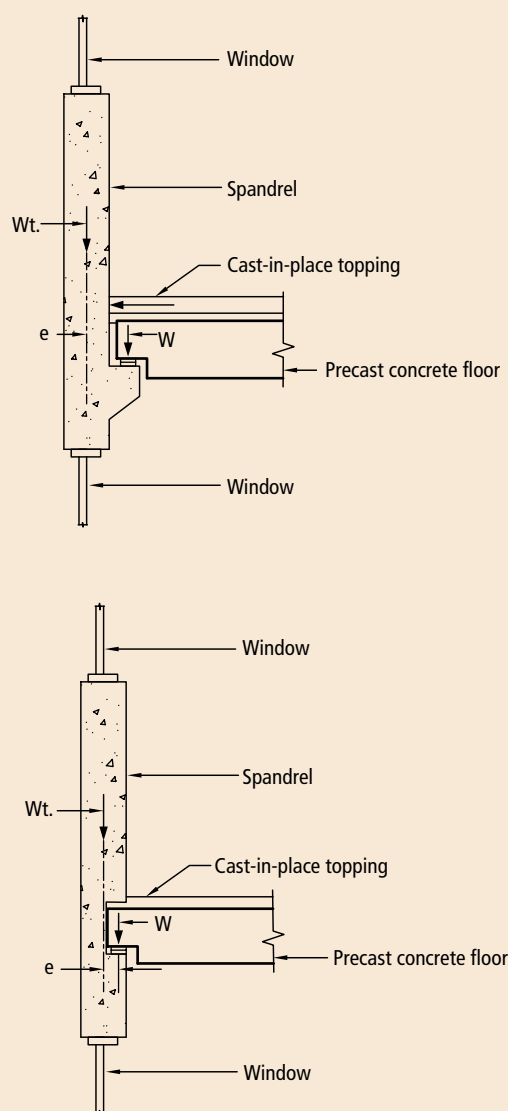 Window
Spandrel
Wt.
Cast-in-place topping
e
W
Precast concrete floor
Window
Window
Spandrel
Wt.
Cast-in-place topping
W
Precast concrete floor
e
Window